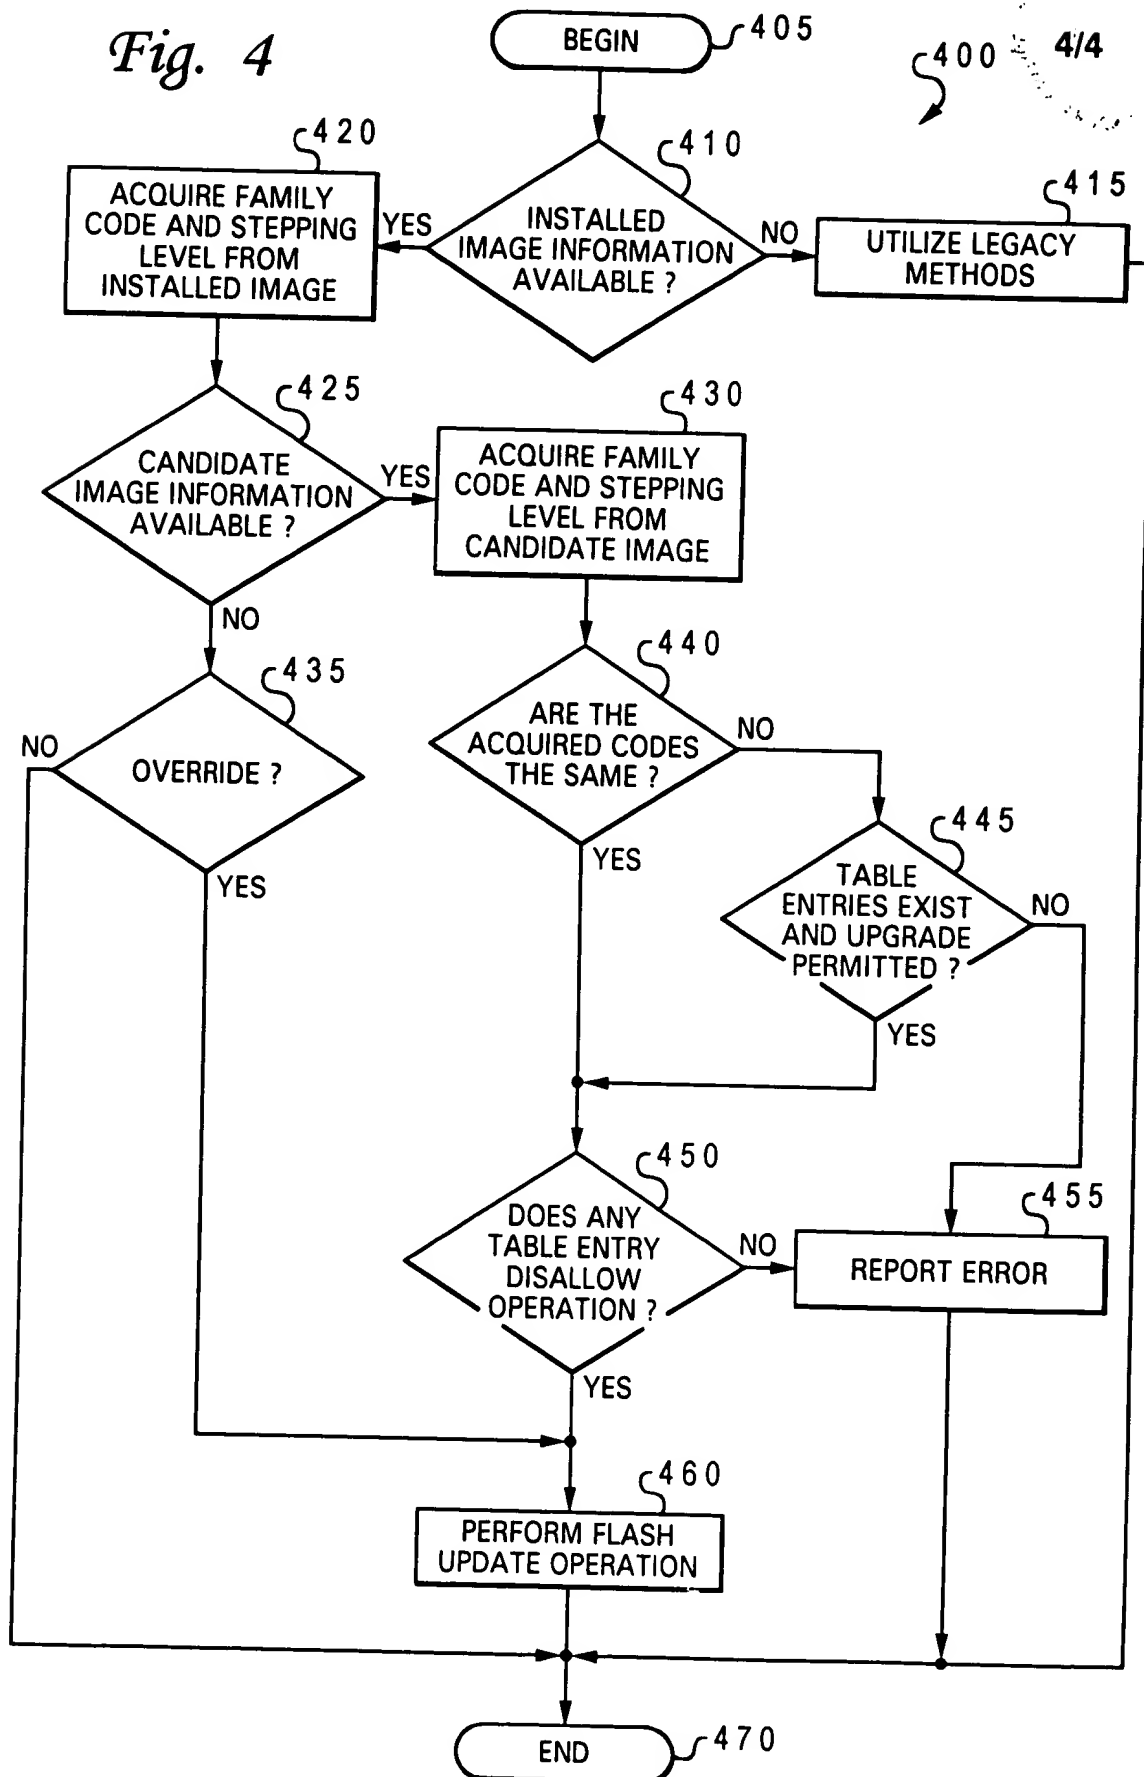 Fig. 4
BEGIN
405
400
4/4
420
410
415
ACQUIRE FAMILY
CODE AND STEPPING
LEVEL FROM
INSTALLED IMAGE
YES
INSTALLED
IMAGE INFORMATION
AVAILABLE ?
NO
UTILIZE LEGACY
METHODS
425
430
CANDIDATE
IMAGE INFORMATION
AVAILABLE ?
YES
ACQUIRE FAMILY
CODE AND STEPPING
LEVEL FROM
CANDIDATE IMAGE
NO
435
440
NO
OVERRIDE ?
YES
ARE THE
ACQUIRED CODES
THE SAME ?
NO
YES
445
TABLE
ENTRIES EXIST
AND UPGRADE
PERMITTED ?
NO
YES
450
DOES ANY
TABLE ENTRY
DISALLOW
OPERATION ?
NO
YES
455
REPORT ERROR
460
PERFORM FLASH
UPDATE OPERATION
END
470